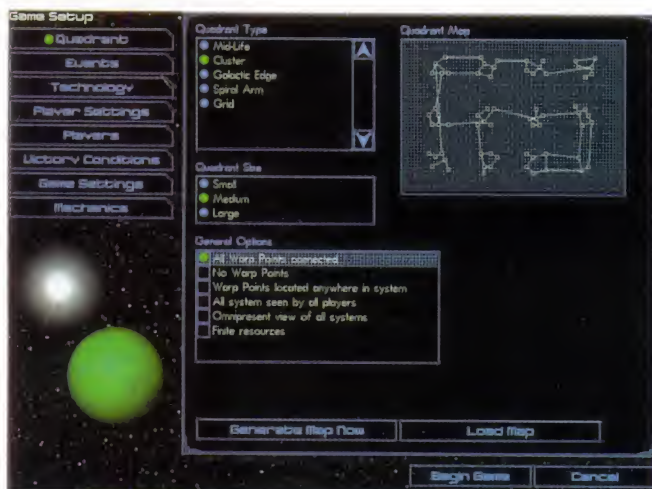 Game Setup
Quadrant
Events
Technology
Player Settings
Players
Victory Conditions
Game Settings
Mechanics
Quadrant Type
Mid-Life
Cluster
Galactic Edge
Spiral Arm
Grid
Quadrant Size
Small
Medium
Large
General Options
All Warp Points connected
No Warp Points
Warp Points located anywhere in system
All system seen by all players
Omnipresent view of all systems
Finite resources
Quadrant Map
Generate Map Now
Load Map
Begin Game
Cancel